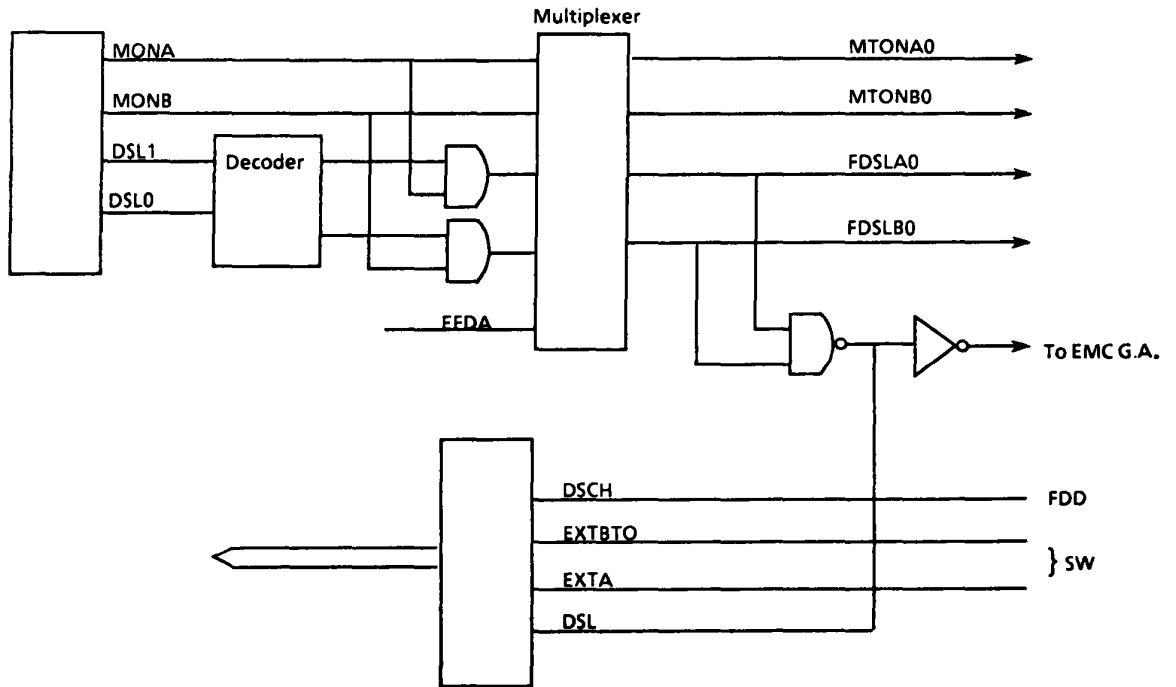 Multiplexer
MONA
MTONA0
MONB
MTONB0
DSL1
Decoder
FDSLA0
DSL0
FDSLB0
EFDA
To EMC G.A.
DSCH
FDD
EXTBTO
} SW
EXTA
DSL